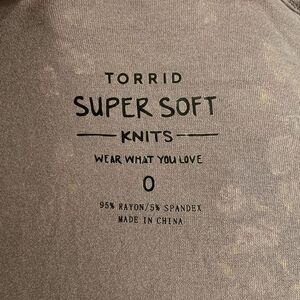 TORRID
SUPER SOFT
KNITS
WEAR WHAT YOU LOVE
0
95% RAYON/5% SPANDEX
MADE IN CHINA